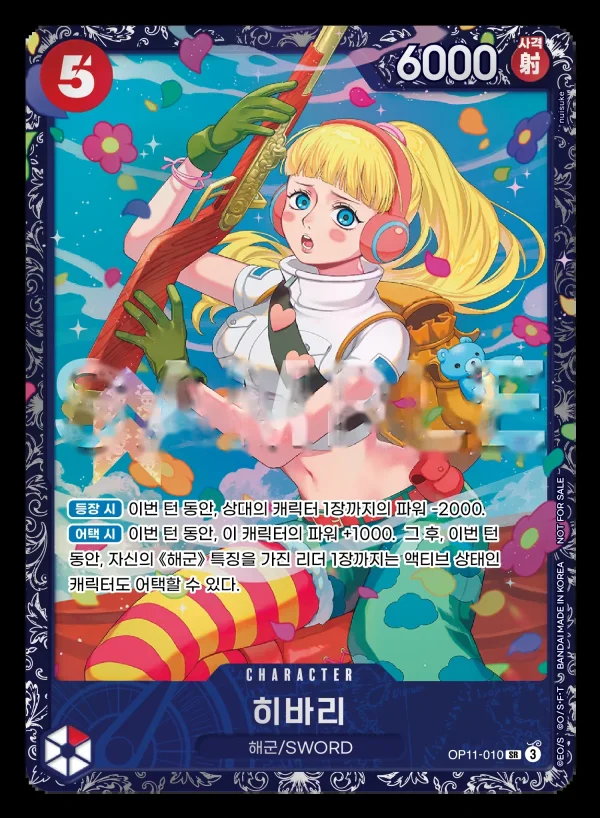 5
6000
사격
射
nuisuke
SAMPLE
등장 시 이번 턴 동안, 상대의 캐릭터 1장까지의 파워 -2000.
어택 시 이번 턴 동안, 이 캐릭터의 파워 +1000. 그 후, 이번 턴
동안, 자신의 《해군》 특징을 가진 리더 1장까지는 액티브 상태인
캐릭터도 어택할 수 있다.
CHARACTER
히바리
해군/SWORD
OP11-010 SR 3
©EO/S ©O/S·F·T BANDAI MADE IN KOREA NOT FOR SALE